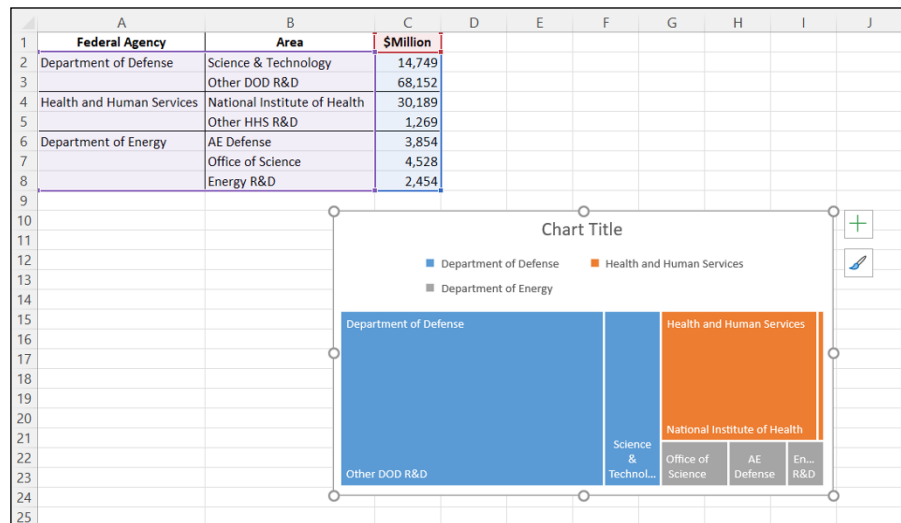 A B C D E F G H I J
1 Federal Agency Area $Million
2 Department of Defense Science & Technology 14,749
3 Other DOD R&D 68,152
4 Health and Human Services National Institute of Health 30,189
5 Other HHS R&D 1,269
6 Department of Energy AE Defense 3,854
7 Office of Science 4,528
8 Energy R&D 2,454
9
10
11
12
13
14
15
16
17
18
19
20
21
22
23
24
25
Chart Title
Department of Defense Health and Human Services
Department of Energy
Department of Defense
Other DOD R&D
Science
&
Technol...
Health and Human Services
National Institute of Health
Office of
Science
AE
Defense
En...
R&D